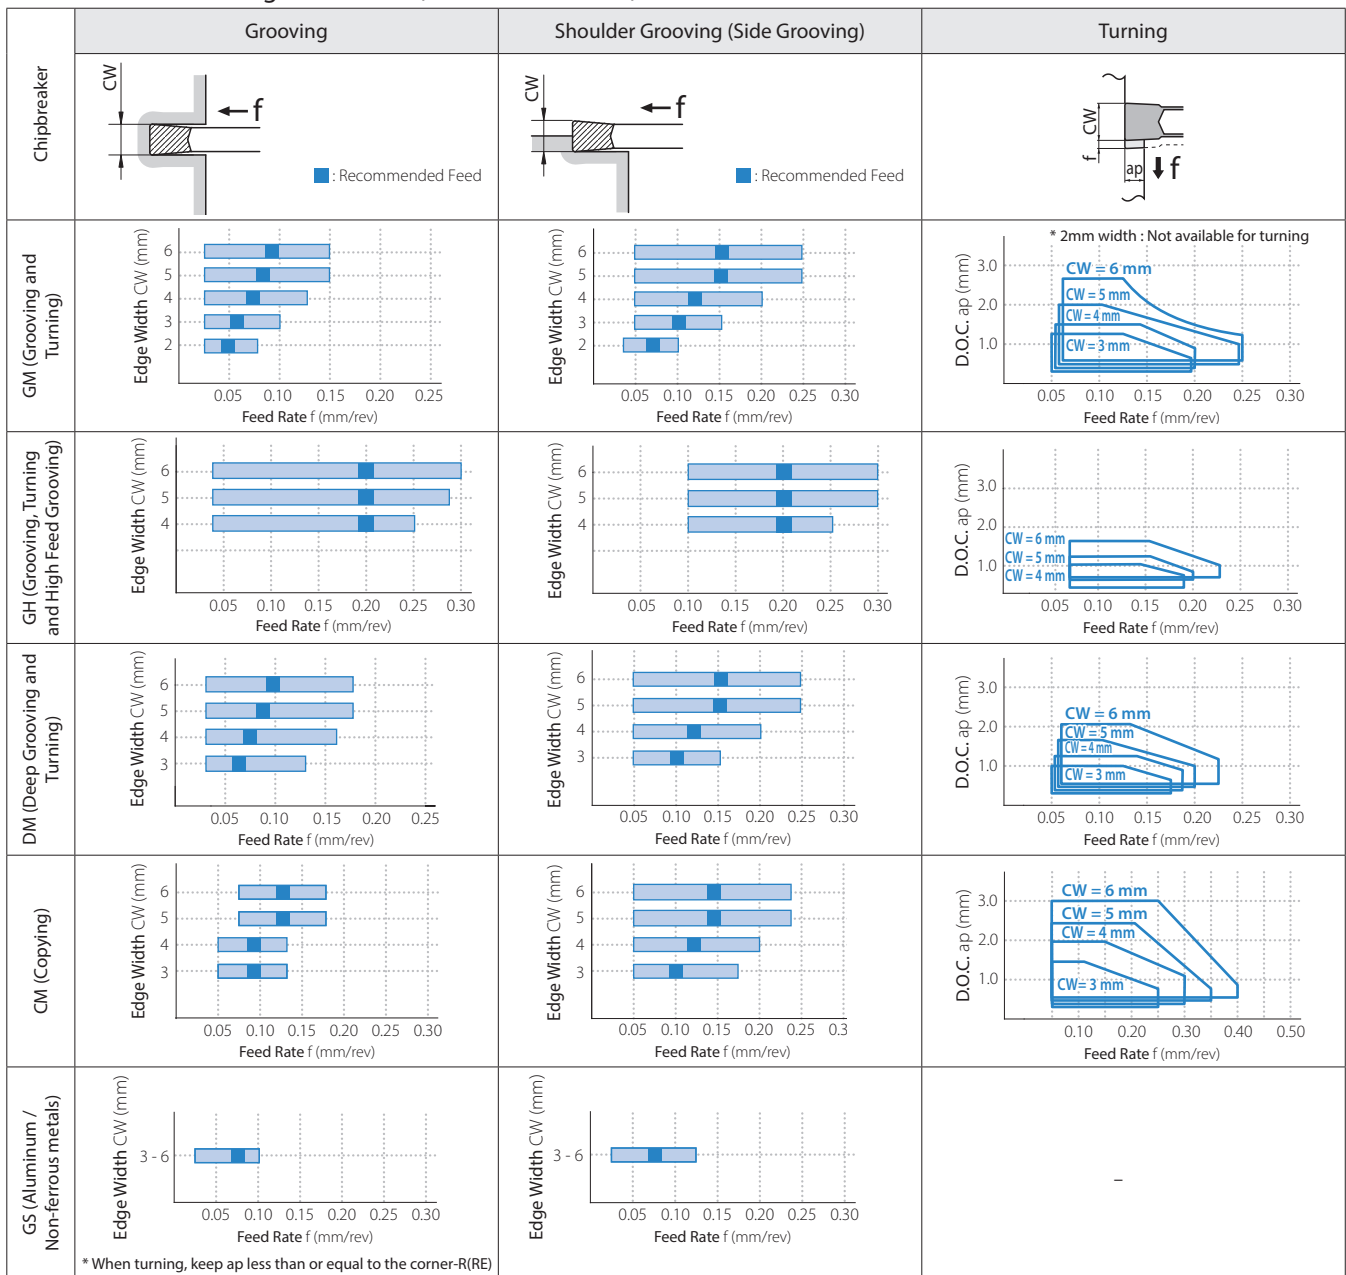 Chipbreaker
Grooving
Shoulder Grooving (Side Grooving)
Turning
CW
f
: Recommended Feed
CW
f
: Recommended Feed
CW
f
ap
f
GM (Grooving and
Turning)
Edge Width CW (mm)
6
5
4
3
2
0.05 0.10 0.15 0.20 0.25
Feed Rate f (mm/rev)
Edge Width CW (mm)
6
5
4
3
2
0.05 0.10 0.15 0.20 0.25 0.30
Feed Rate f (mm/rev)
* 2mm width : Not available for turning
D.O.C. ap (mm)
3.0
2.0
1.0
CW = 6 mm
CW = 5 mm
CW = 4 mm
CW = 3 mm
0.05 0.10 0.15 0.20 0.25 0.30
Feed Rate f (mm/rev)
GH (Grooving, Turning
and High Feed Grooving)
Edge Width CW (mm)
6
5
4
0.05 0.10 0.15 0.20 0.25 0.30
Feed Rate f (mm/rev)
Edge Width CW (mm)
6
5
4
0.05 0.10 0.15 0.20 0.25 0.30
Feed Rate f (mm/rev)
D.O.C. ap (mm)
3.0
2.0
1.0
CW = 6 mm
CW = 5 mm
CW = 4 mm
0.05 0.10 0.15 0.20 0.25 0.30
Feed Rate f (mm/rev)
DM (Deep Grooving and
Turning)
Edge Width CW (mm)
6
5
4
3
0.05 0.10 0.15 0.20 0.25
Feed Rate f (mm/rev)
Edge Width CW (mm)
6
5
4
3
0.05 0.10 0.15 0.20 0.25 0.30
Feed Rate f (mm/rev)
D.O.C. ap (mm)
3.0
2.0
1.0
CW = 6 mm
CW = 5 mm
CW = 4 mm
CW = 3 mm
0.05 0.10 0.15 0.20 0.25 0.30
Feed Rate f (mm/rev)
CM (Copying)
Edge Width CW (mm)
6
5
4
3
0.05 0.10 0.15 0.20 0.25 0.30
Feed Rate f (mm/rev)
Edge Width CW (mm)
6
5
4
3
0.05 0.10 0.15 0.20 0.25 0.3
Feed Rate f (mm/rev)
D.O.C. ap (mm)
3.0
2.0
1.0
CW = 6 mm
CW = 5 mm
CW = 4 mm
CW= 3 mm
0.10 0.20 0.30 0.40 0.50
Feed Rate f (mm/rev)
GS (Aluminum /
Non-ferrous metals)
Edge Width CW (mm)
3 - 6
0.05 0.10 0.15 0.20 0.25 0.30
Feed Rate f (mm/rev)
* When turning, keep ap less than or equal to the corner-R(RE)
Edge Width CW (mm)
3 - 6
0.05 0.10 0.15 0.20 0.25 0.30
Feed Rate f (mm/rev)
–